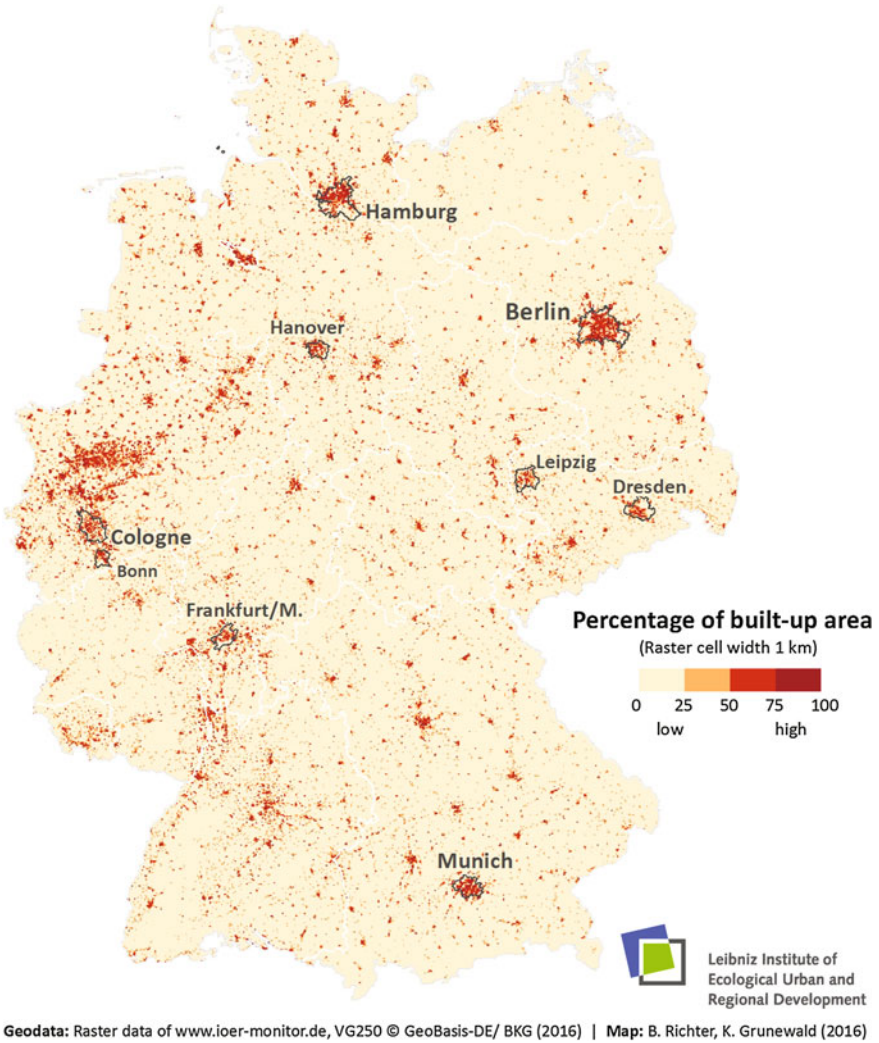 Hamburg
Berlin
Hanover
Leipzig
Dresden
Cologne
Bonn
Frankfurt/M.
Percentage of built-up area
(Raster cell width 1 km)
0 25 50 75 100
low high
Munich
Leibniz Institute of
Ecological Urban and
Regional Development
Geodata: Raster data of www.ioer-monitor.de, VG250 © GeoBasis-DE/ BKG (2016) | Map: B. Richter, K. Grunewald (2016)